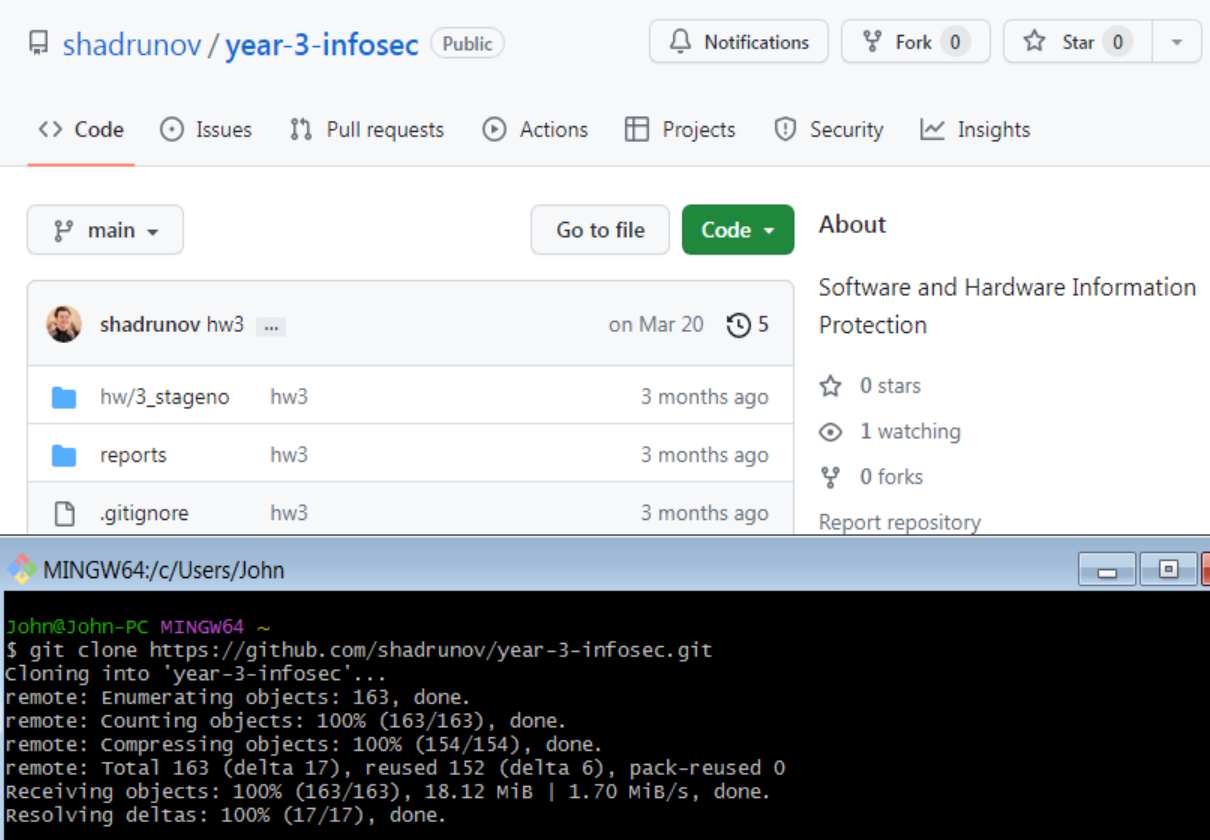 shadrunov / year-3-infosec Public
Notifications Fork 0 Star 0
Code Issues Pull requests Actions Projects Security Insights
main Go to file Code
shadrunov hw3 ... on Mar 20 5
hw/3_stageno hw3 3 months ago
reports hw3 3 months ago
.gitignore hw3 3 months ago
About
Software and Hardware Information
Protection
0 stars
1 watching
0 forks
Report repository
MINGW64:/c/Users/John
John@John-PC MINGW64 ~
$ git clone https://github.com/shadrunov/year-3-infosec.git
Cloning into 'year-3-infosec'...
remote: Enumerating objects: 163, done.
remote: Counting objects: 100% (163/163), done.
remote: Compressing objects: 100% (154/154), done.
remote: Total 163 (delta 17), reused 152 (delta 6), pack-reused 0
Receiving objects: 100% (163/163), 18.12 MiB | 1.70 MiB/s, done.
Resolving deltas: 100% (17/17), done.